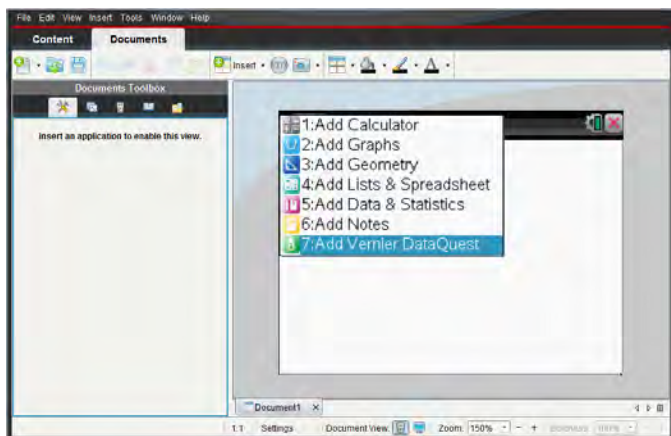 File Edit View Insert Tools Window Help
Content Documents
Insert
Documents Toolbox
Insert an application to enable this view.
1:Add Calculator
2:Add Graphs
3:Add Geometry
4:Add Lists & Spreadsheet
5:Add Data & Statistics
6:Add Notes
7:Add Vernier DataQuest
Document1
1.1 Settings Document View: Zoom: 150% - + Boldness: 100%